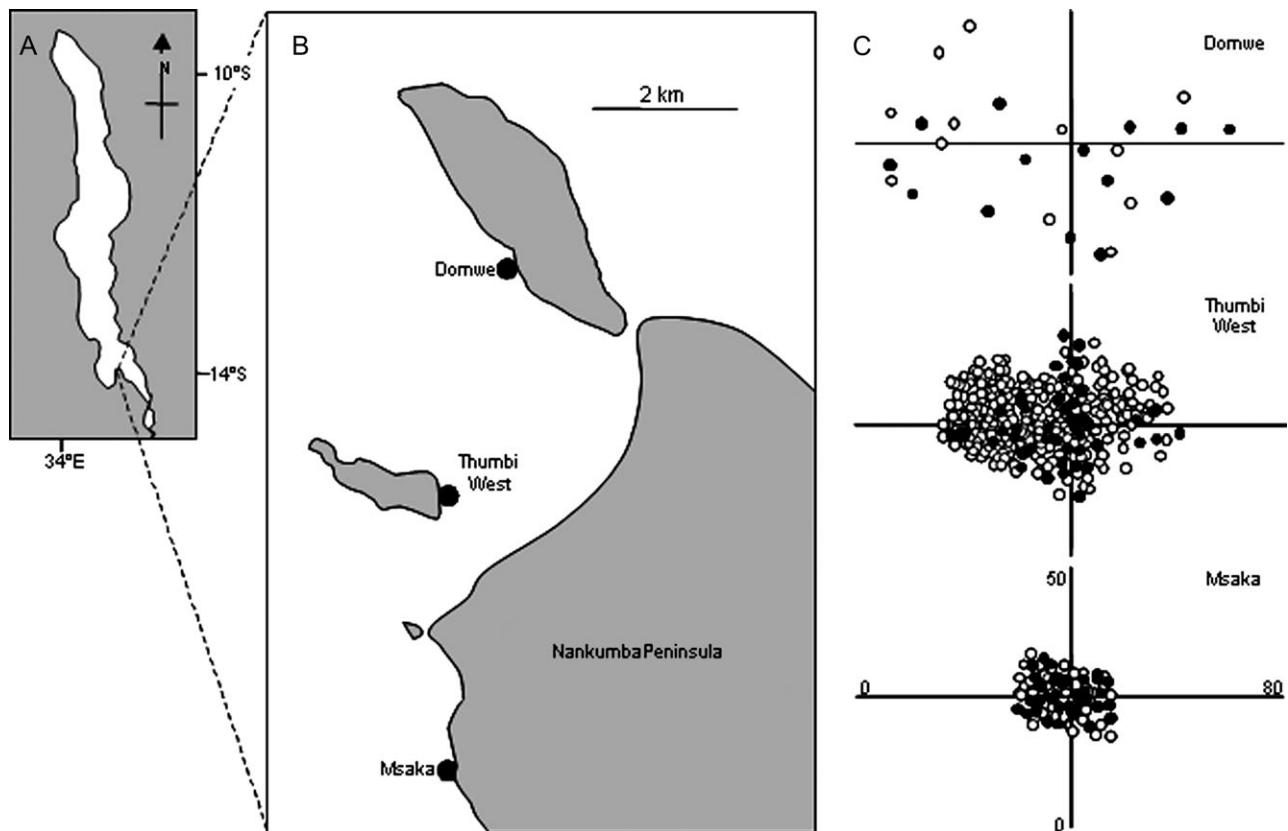 A
N
10°S
14°S
34°E
B
2 km
Domwe
Thumbi
West
Nankumba Peninsula
Msaka
C
Domwe
Thumbi
West
50
Msaka
0
80
0